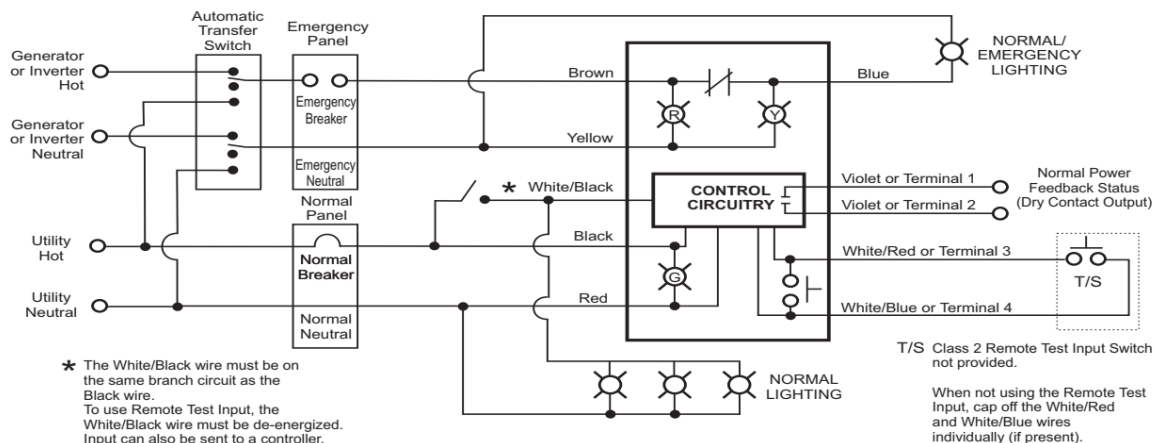 Automatic
Transfer
Switch
Emergency
Panel
Generator
or Inverter
Hot
Generator
or Inverter
Neutral
Emergency
Breaker
Emergency
Neutral
Normal
Panel
Utility
Hot
Normal
Breaker
Utility
Neutral
Normal
Neutral
Brown
Yellow
* White/Black
Black
Red
R
Y
G
CONTROL
CIRCUITRY
Blue
NORMAL/
EMERGENCY
LIGHTING
Violet or Terminal 1
Violet or Terminal 2
Normal Power
Feedback Status
(Dry Contact Output)
White/Red or Terminal 3
White/Blue or Terminal 4
T/S
NORMAL
LIGHTING
* The White/Black wire must be on
the same branch circuit as the
Black wire.
To use Remote Test Input, the
White/Black wire must be de-energized.
Input can also be sent to a controller.
T/S Class 2 Remote Test Input Switch
not provided.
When not using the Remote Test
Input, cap off the White/Red
and White/Blue wires
individually (if present).